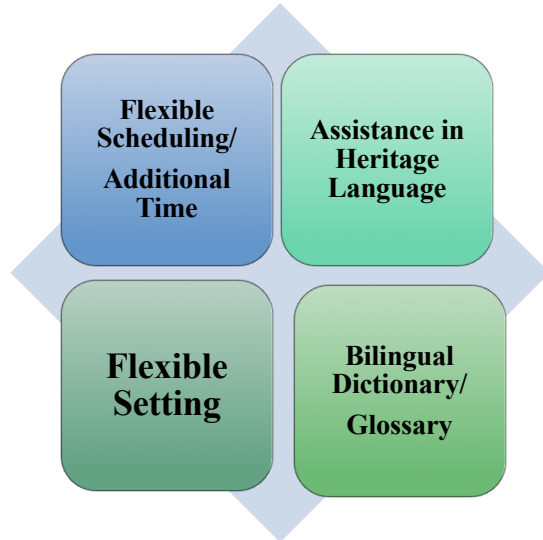 Flexible
Scheduling/
Additional
Time
Assistance in
Heritage
Language
Flexible
Setting
Bilingual
Dictionary/
Glossary